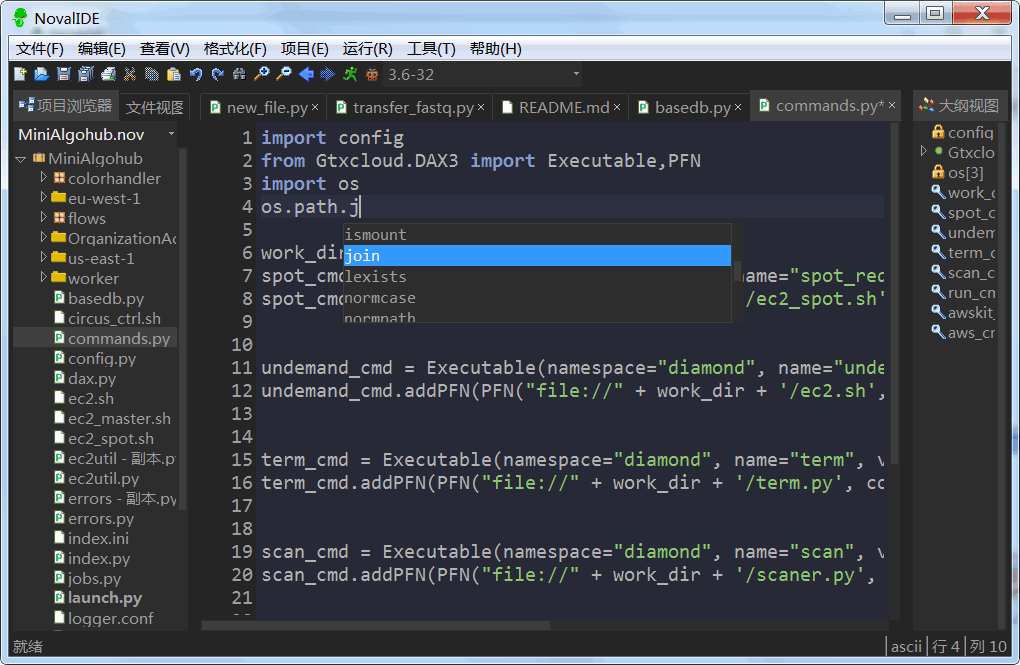 NovalIDE
文件(F) 编辑(E) 查看(V) 格式化(F) 项目(E) 运行(R) 工具(T) 帮助(H)
3.6-32
项目浏览器 文件视图
new_file.py× transfer_fastq.py× README.md× basedb.py× commands.py*×
大纲视图
MiniAlgohub.nov
MiniAlgohub
colorhandler
eu-west-1
flows
OrganizationAc
us-east-1
worker
basedb.py
circus_ctrl.sh
commands.py
config.py
dax.py
ec2.sh
ec2_master.sh
ec2_spot.sh
ec2util - 副本.py
ec2util.py
errors - 副本.py
errors.py
index.ini
index.py
jobs.py
launch.py
logger.conf
1 import config
2 from Gtxcloud.DAX3 import Executable,PFN
3 import os
4 os.path.j
5
6 work_dir
7 spot_cmd name="spot_req
8 spot_cmd /ec2_spot.sh'
9
10
11 undemand_cmd = Executable(namespace="diamond", name="unde
12 undemand_cmd.addPFN(PFN("file://" + work_dir + '/ec2.sh',
13
14
15 term_cmd = Executable(namespace="diamond", name="term", v
16 term_cmd.addPFN(PFN("file://" + work_dir + '/term.py', co
17
18
19 scan_cmd = Executable(namespace="diamond", name="scan", v
20 scan_cmd.addPFN(PFN("file://" + work_dir + '/scaner.py',
21
ismount
join
lexists
normcase
normpath
config
Gtxclo
os[3]
work_c
spot_c
undem
term_c
scan_c
run_cm
awskit_
aws_cr
就绪
ascii 行 4 列 10